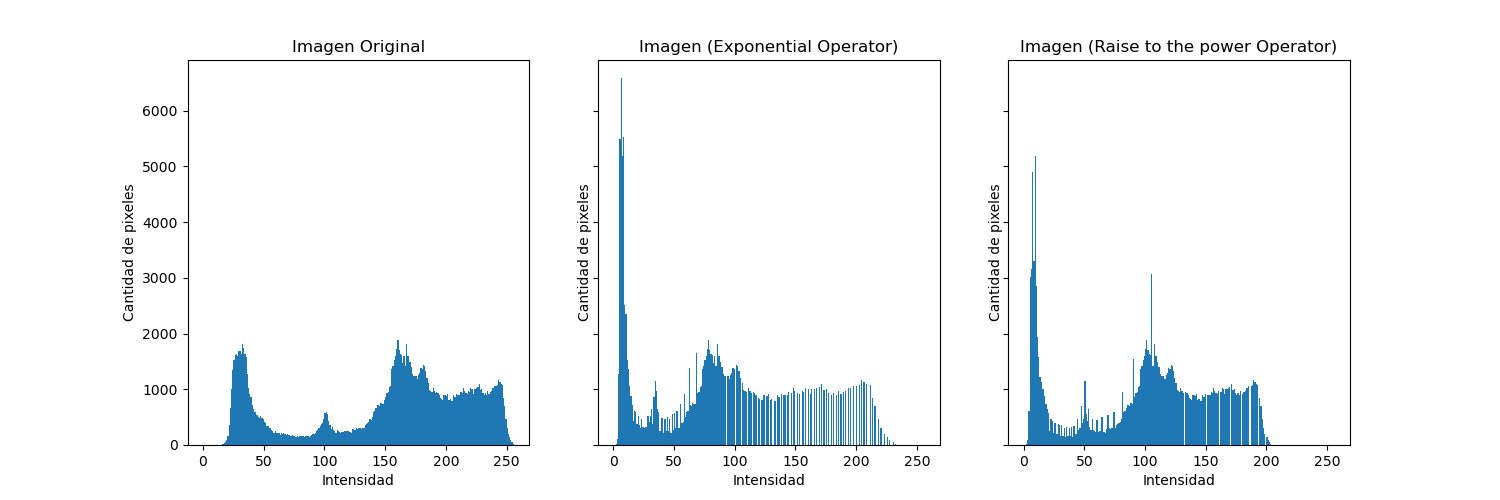 Imagen Original
Imagen (Exponential Operator)
Imagen (Raise to the power Operator)
Cantidad de pixeles
6000
5000
4000
3000
2000
1000
0
Cantidad de pixeles
Cantidad de pixeles
0 50 100 150 200 250
0 50 100 150 200 250
0 50 100 150 200 250
Intensidad
Intensidad
Intensidad